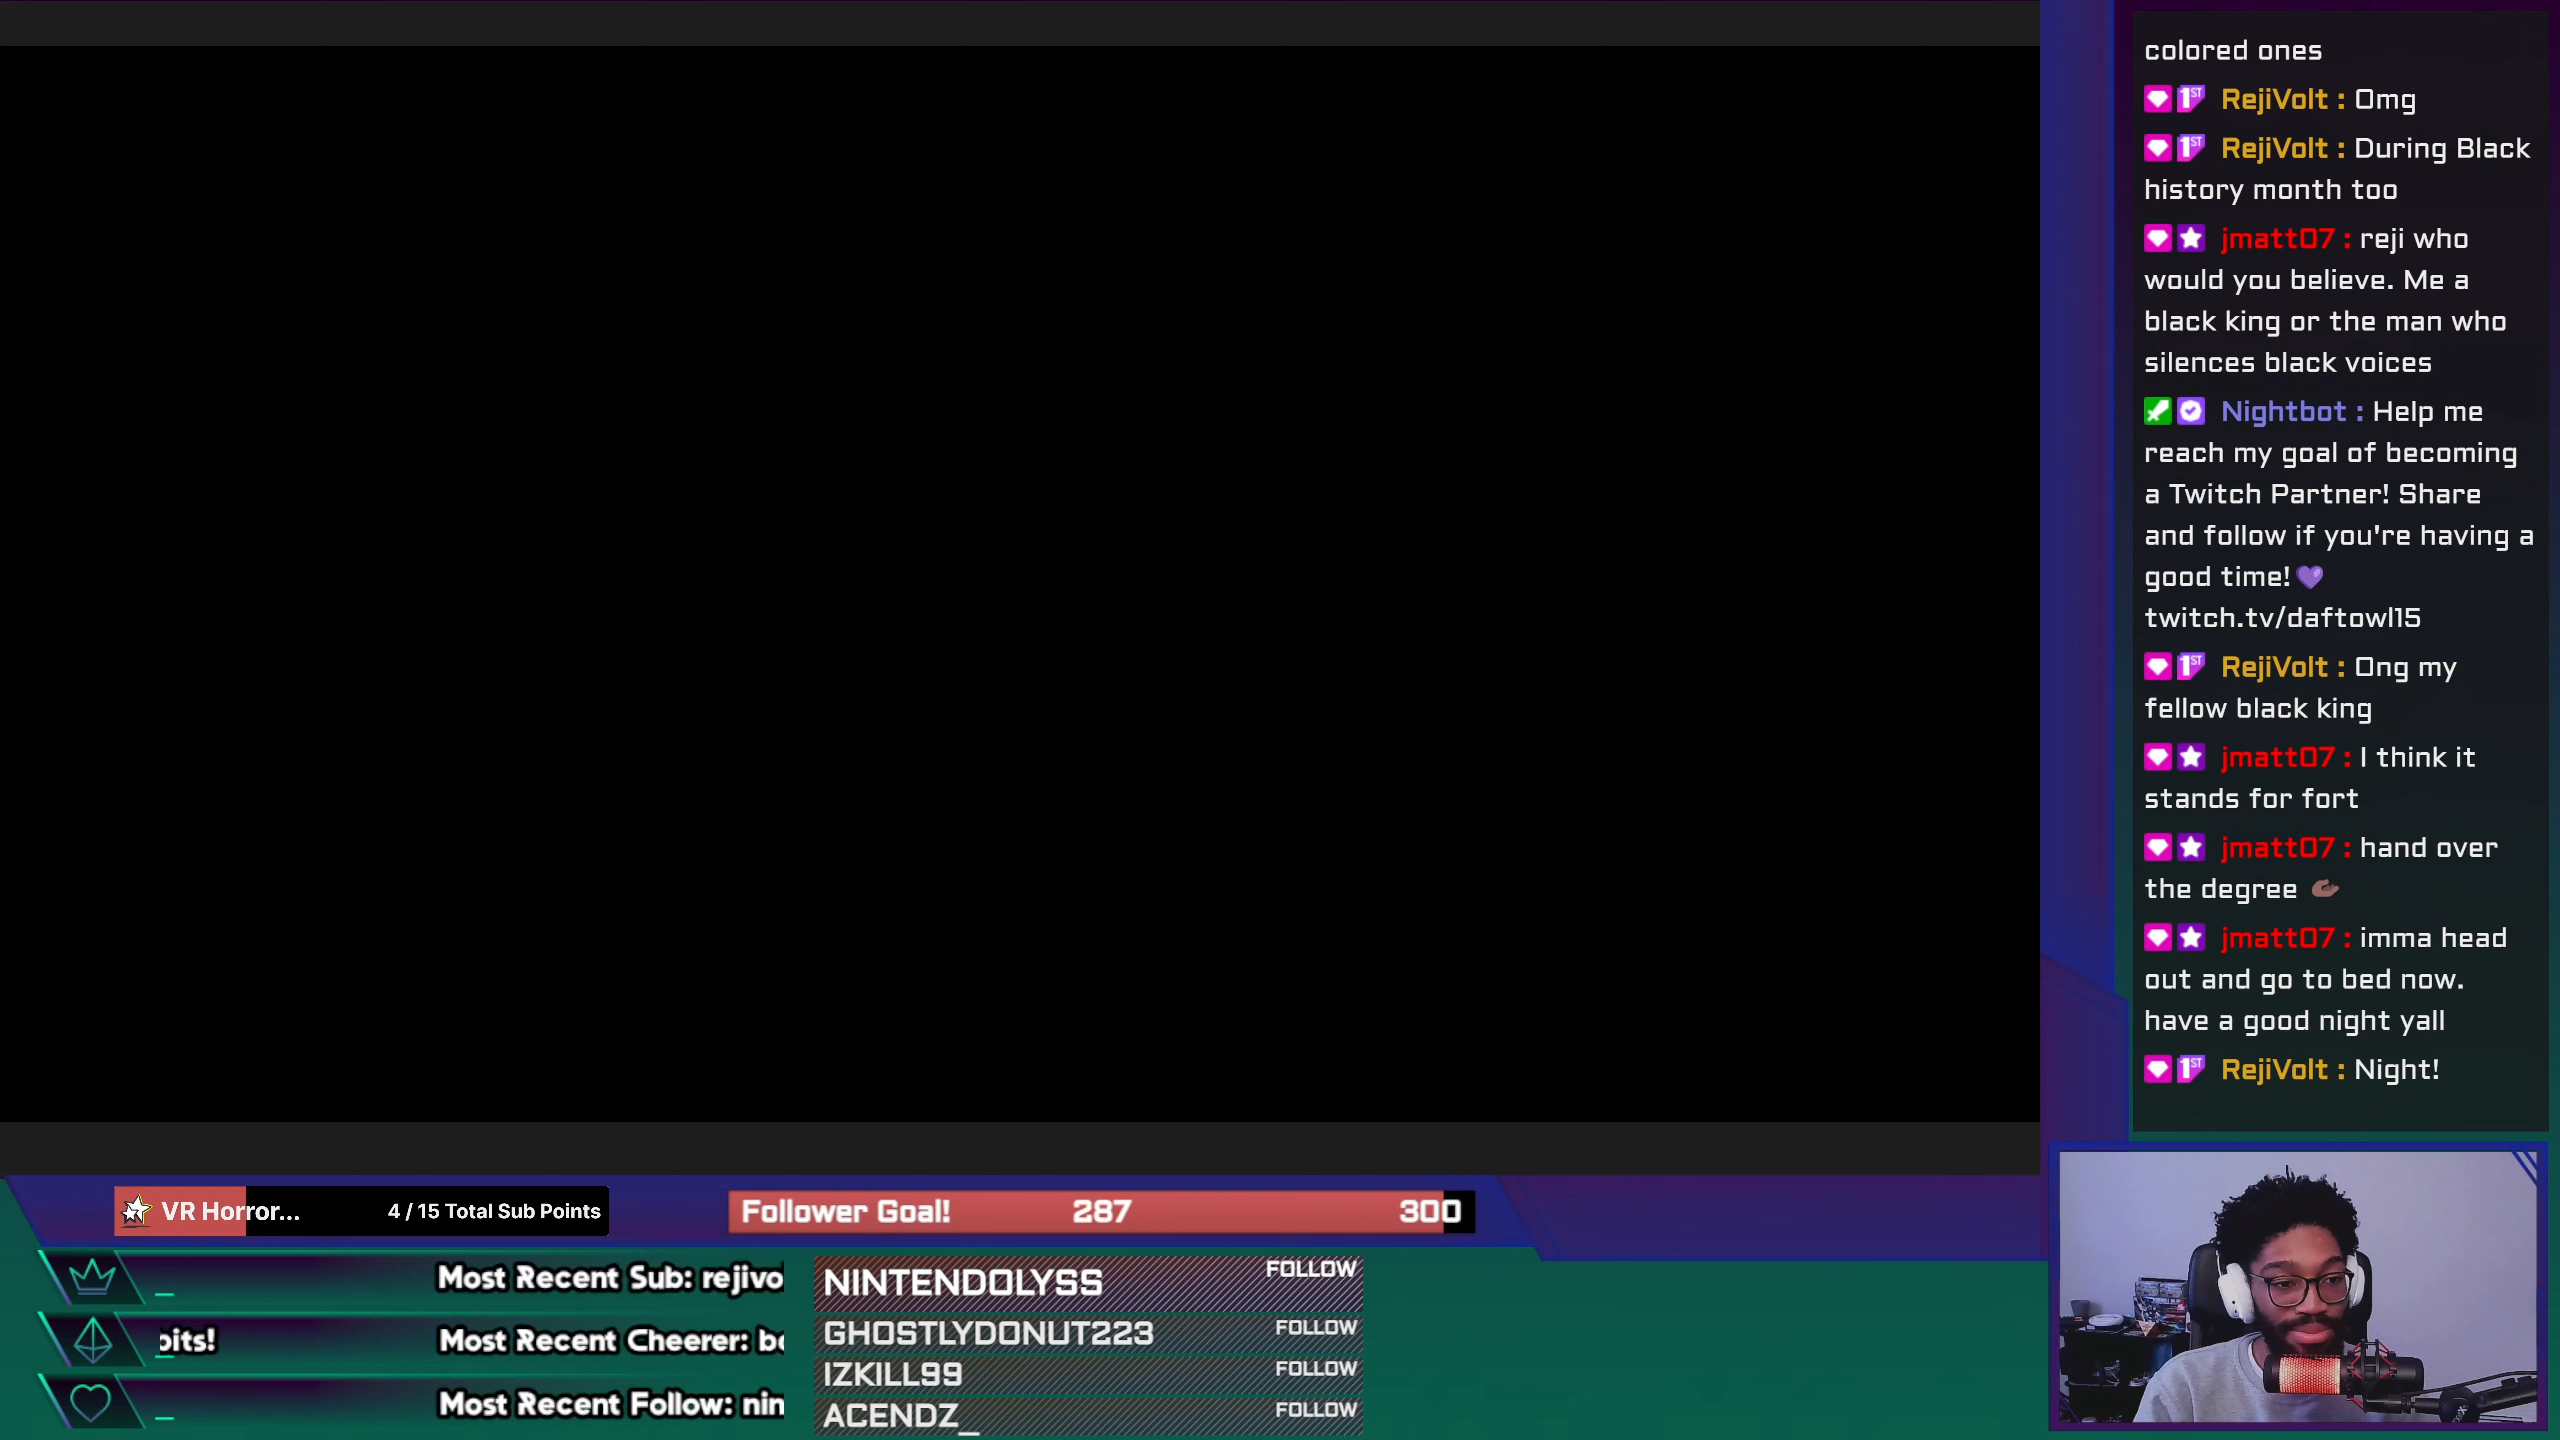 colored ones
RejiVolt : Omg
RejiVolt : During Black
history month too
jmatt07 : reji who
would you believe. Me a
black king or the man who
silences black voices
Nightbot : Help me
reach my goal of becoming
a Twitch Partner! Share
and follow if you're having a
good time!💜
twitch.tv/daftowl15
RejiVolt : Ong my
fellow black king
jmatt07 : I think it
stands for fort
jmatt07 : hand over
the degree
jmatt07 : imma head
out and go to bed now.
have a good night yall
RejiVolt : Night!
VR Horror... 4 / 15 Total Sub Points
Follower Goal! 287 300
Most Recent Sub: rejivo
bits! Most Recent Cheerer: be
Most Recent Follow: nin
NINTENDOLYSS FOLLOW
GHOSTLYDONUT223 FOLLOW
IZKILL99 FOLLOW
ACENDZ_ FOLLOW